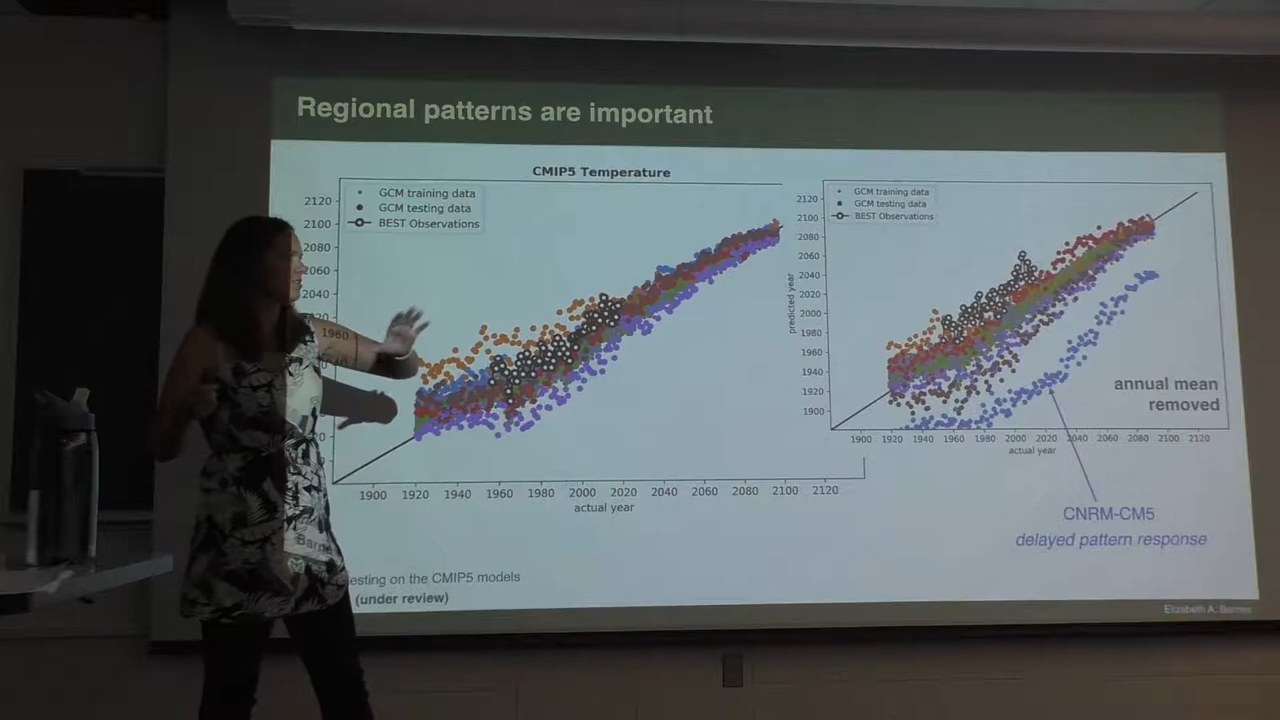 Regional patterns are important
CMIP5 Temperature
GCM training data
GCM testing data
BEST Observations
2120
2100
2080
2060
2040
20
1960
40
20
1900 1920 1940 1960 1980 2000 2020 2040 2060 2080 2100 2120
actual year
GCM training data
GCM testing data
BEST Observations
2120
2100
2080
2060
2040
2020
2000
1980
1960
1940
1920
1900
predicted year
annual mean
removed
1900 1920 1940 1960 1980 2000 2020 2040 2060 2080 2100 2120
actual year
CNRM-CM5
delayed pattern response
Barne
esting on the CMIP5 models
(under review)
Elizabeth A. Barnes